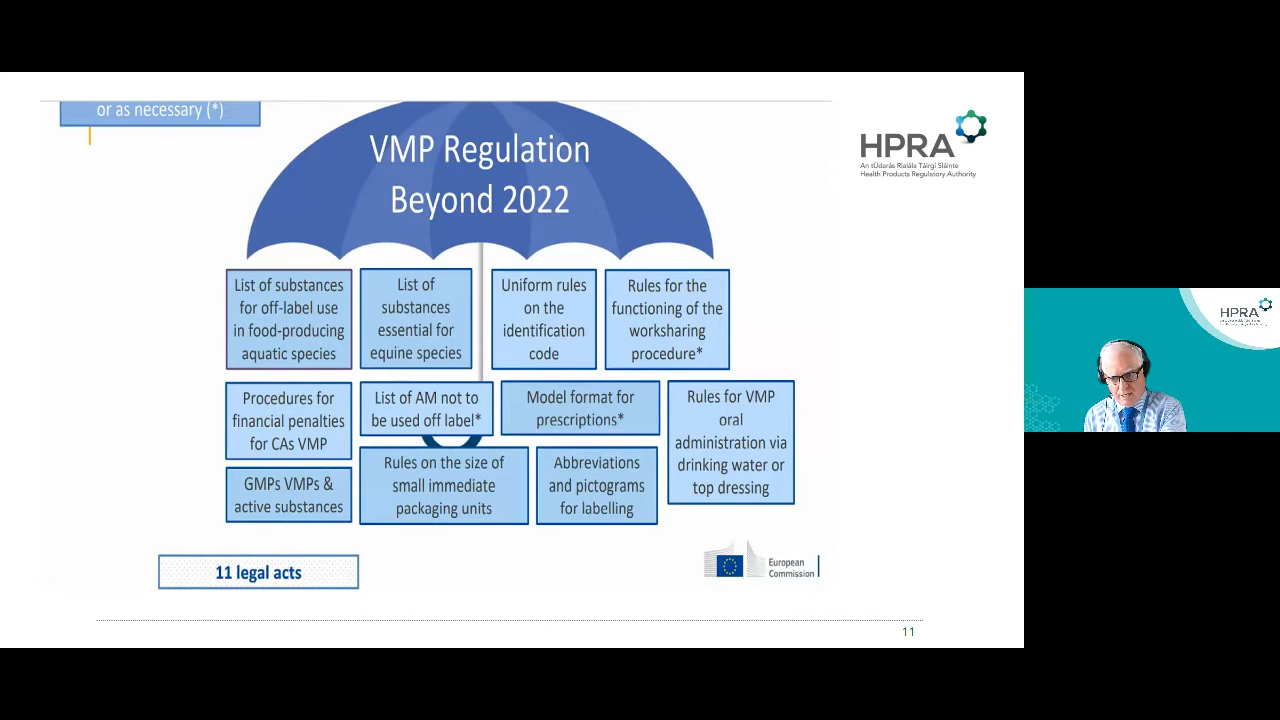 or as necessary (*)
VMP Regulation
Beyond 2022
HPRA
An tÚdarás Rialála Táirgí Sláinte
Health Products Regulatory Authority
List of substances
for off-label use
in food-producing
aquatic species
List of
substances
essential for
equine species
Uniform rules
on the
identification
code
Rules for the
functioning of the
worksharing
procedure*
Procedures for
financial penalties
for CAs VMP
List of AM not to
be used off label*
Model format for
prescriptions*
Rules for VMP
oral
administration via
drinking water or
top dressing
GMPs VMPs &
active substances
Rules on the size of
small immediate
packaging units
Abbreviations
and pictograms
for labelling
11 legal acts
European
Commission
11
HPRA